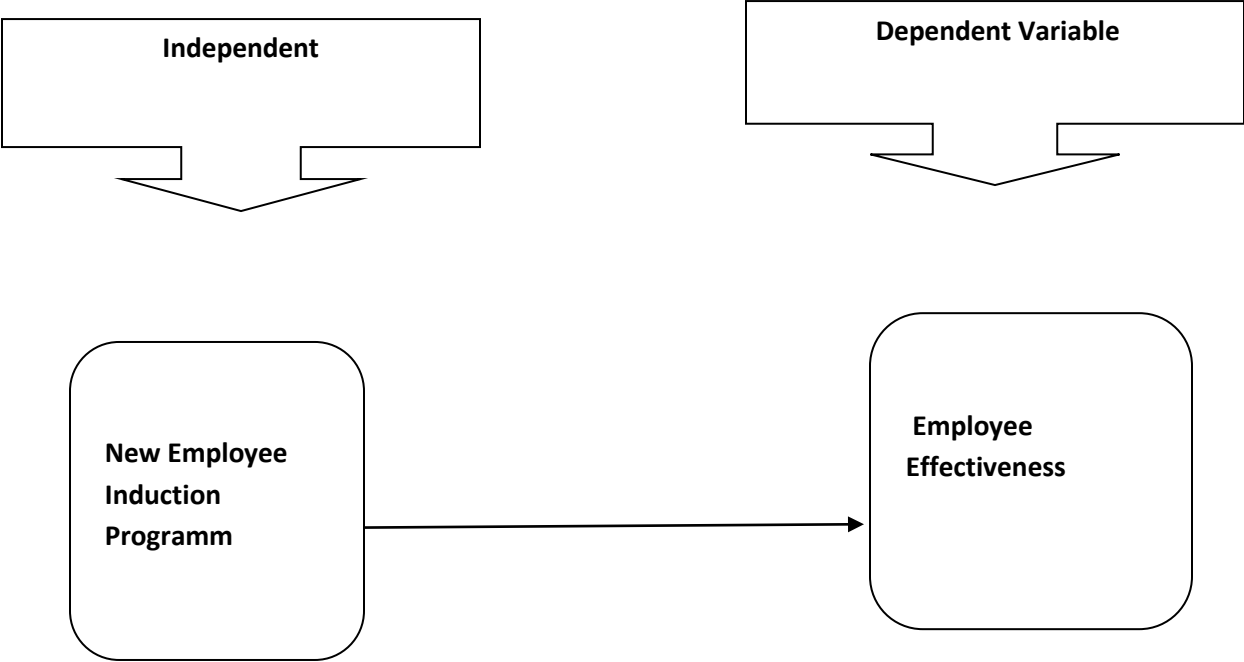 Independent
Dependent Variable
New Employee
Induction
Programm
Employee
Effectiveness